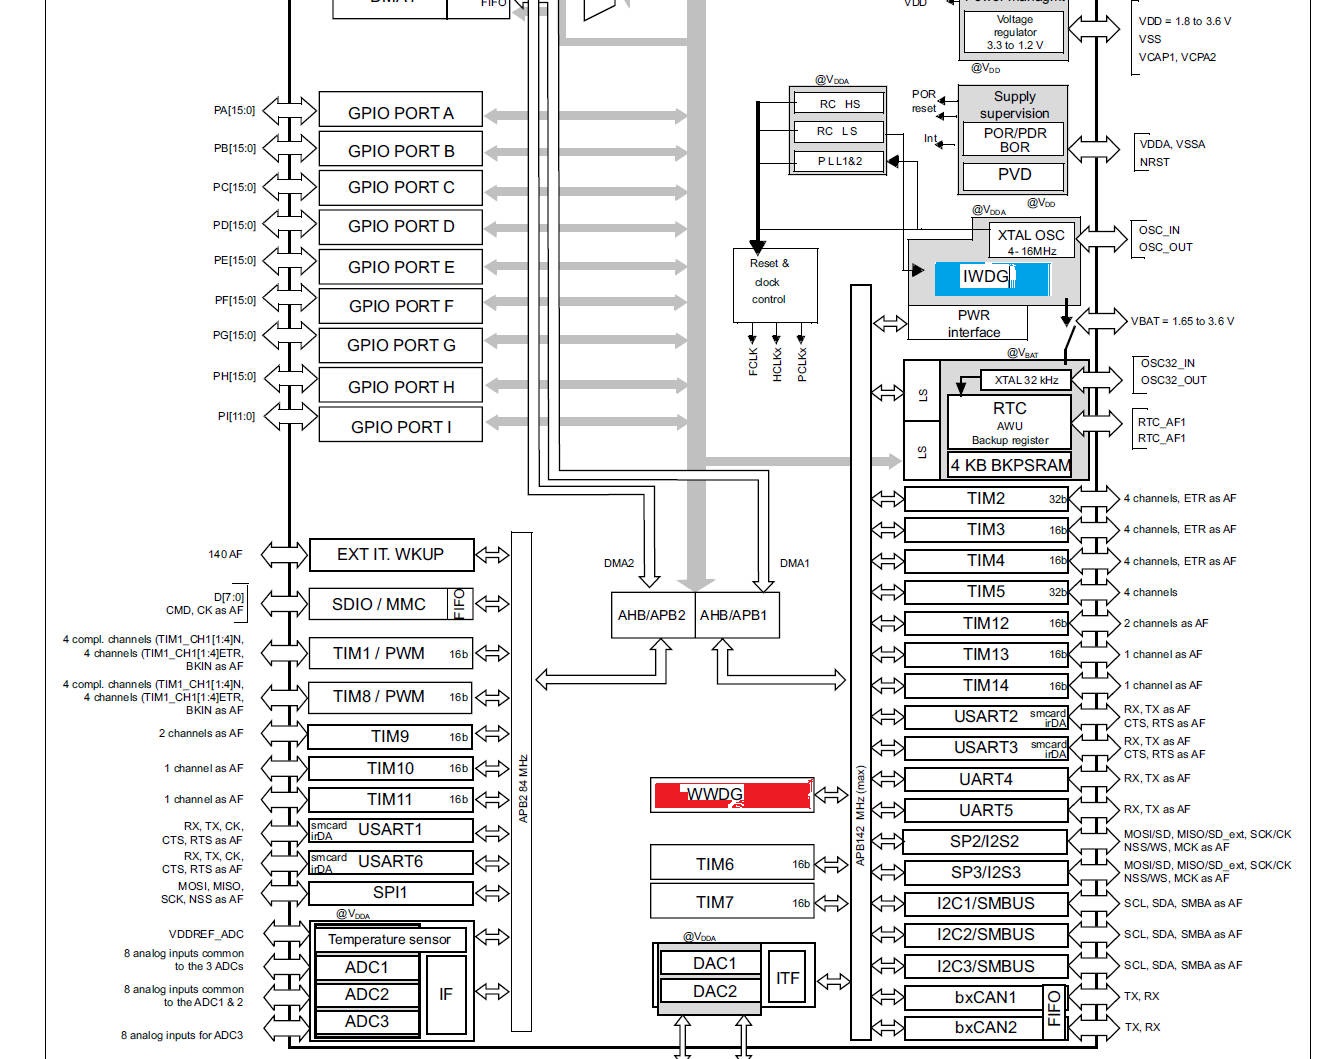 FIFO
VDD
Voltage
regulator
3.3 to 1.2 V
VDD = 1.8 to 3.6 V
VSS
VCAP1, VCPA2
@VDD
@VDDA
RC HS
RC LS
PLL1&2
POR
reset
Int
Supply
supervision
POR/PDR
BOR
PVD
@VDD
VDDA, VSSA
NRST
PA[15:0]
GPIO PORT A
PB[15:0]
GPIO PORT B
PC[15:0]
GPIO PORT C
PD[15:0]
GPIO PORT D
PE[15:0]
GPIO PORT E
PF[15:0]
GPIO PORT F
PG[15:0]
GPIO PORT G
PH[15:0]
GPIO PORT H
PI[11:0]
GPIO PORT I
@VDDA
XTAL OSC
4- 16MHz
OSC_IN
OSC_OUT
IWDG
PWR
interface
Reset &
clock
control
FCLK
HCLKx
PCLKx
VBAT = 1.65 to 3.6 V
@VBAT
OSC32_IN
OSC32_OUT
XTAL 32 kHz
LS
RTC
AWU
Backup register
RTC_AF1
RTC_AF1
LS
4 KB BKPSRAM
TIM2 32b
4 channels, ETR as AF
TIM3 16b
4 channels, ETR as AF
TIM4 16b
4 channels, ETR as AF
TIM5 32b
4 channels
TIM12 16b
2 channels as AF
TIM13 16b
1 channel as AF
TIM14 16b
1 channel as AF
USART2 smcard
irDA
RX, TX as AF
CTS, RTS as AF
USART3 smcard
irDA
RX, TX as AF
CTS, RTS as AF
UART4
RX, TX as AF
UART5
RX, TX as AF
SP2/I2S2
MOSI/SD, MISO/SD_ext, SCK/CK
NSS/WS, MCK as AF
SP3/I2S3
MOSI/SD, MISO/SD_ext, SCK/CK
NSS/WS, MCK as AF
I2C1/SMBUS
SCL, SDA, SMBA as AF
I2C2/SMBUS
SCL, SDA, SMBA as AF
I2C3/SMBUS
SCL, SDA, SMBA as AF
bxCAN1
TX, RX
bxCAN2
TX, RX
FIFO
DMA2
DMA1
AHB/APB2
AHB/APB1
140 AF
EXT IT. WKUP
D[7:0]
CMD, CK as AF
SDIO / MMC
FIFO
4 compl. channels (TIM1_CH1[1:4]N,
4 channels (TIM1_CH1[1:4]ETR,
BKIN as AF
TIM1 / PWM 16b
4 compl. channels (TIM1_CH1[1:4]N,
4 channels (TIM1_CH1[1:4]ETR,
BKIN as AF
TIM8 / PWM 16b
2 channels as AF
TIM9 16b
1 channel as AF
TIM10 16b
1 channel as AF
TIM11 16b
RX, TX, CK,
CTS, RTS as AF
smcard
irDA
USART1
RX, TX, CK,
CTS, RTS as AF
smcard
irDA
USART6
MOSI, MISO,
SCK, NSS as AF
SPI1
@VDDA
VDDREF_ADC
Temperature sensor
8 analog inputs common
to the 3 ADCs
ADC1
8 analog inputs common
to the ADC1 & 2
ADC2
8 analog inputs for ADC3
ADC3
IF
APB2 84 MHz
WWDG
TIM6 16b
TIM7 16b
@VDDA
DAC1
DAC2
ITF
APB142 MHz (max)